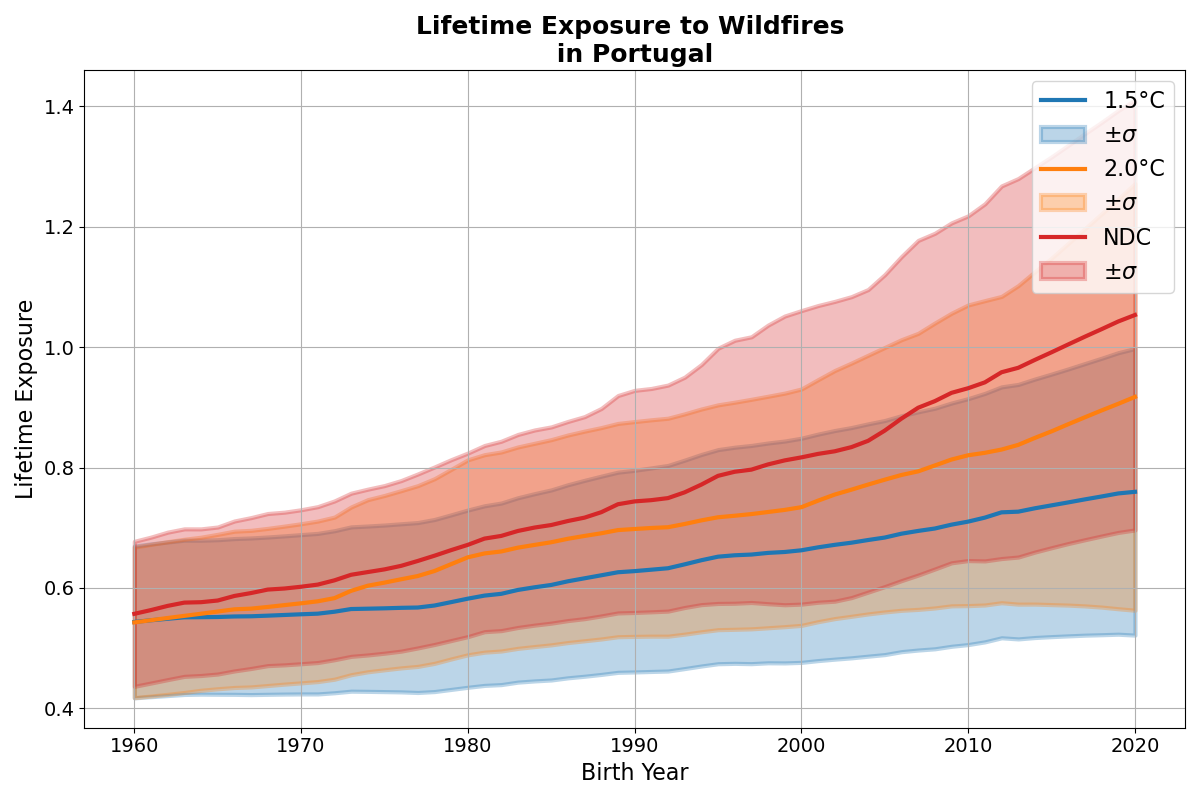 Lifetime Exposure to Wildfires
in Portugal
1.4
1.2
1.0
0.8
0.6
0.4
Lifetime Exposure
1.5°C
±σ
2.0°C
±σ
NDC
±σ
1960
1970
1980
1990
2000
2010
2020
Birth Year